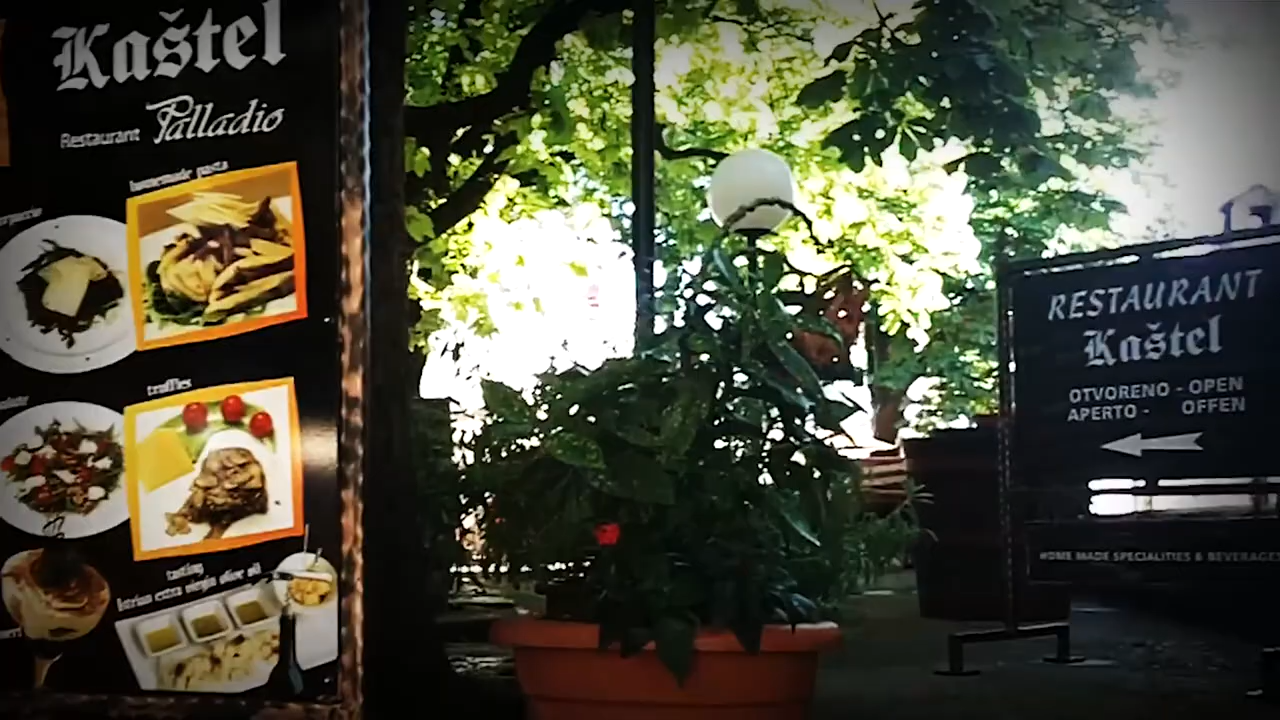 Kaštel
Restaurant Palladio
homemade pasta
truffles
tasting
Istrian extra virgin olive oil
RESTAURANT
Kaštel
OTVORENO - OPEN
APERTO - OFFEN
HOME MADE SPECIALITIES & BEVERAGES